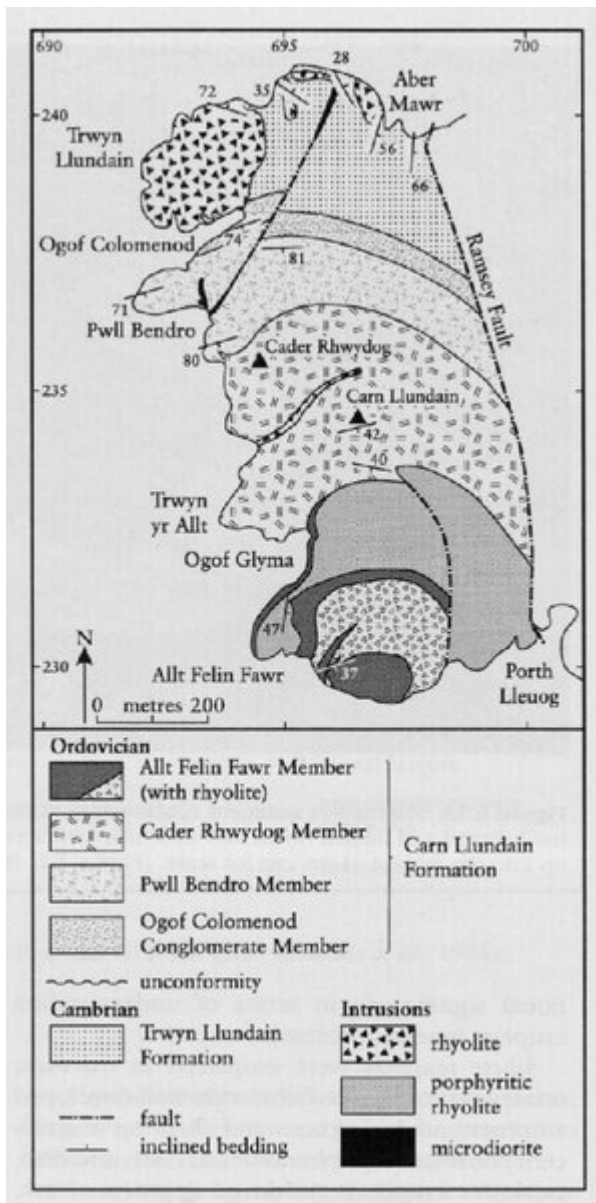 690
695
700
28
Aber
Mawr
72
35
240
Trwyn
Llundain
56
66
Ogof Colomenod
74
81
Ramsey Fault
71
Pwll Bendro
80
Cader Rhwydog
235
Carn Llundain
42
40
Trwyn
yr Allt
Ogof Glyma
47
N
Allt Felin Fawr
37
Porth
Lleuog
230
0 metres 200
Ordovician
Allt Felin Fawr Member
(with rhyolite)
Cader Rhwydog Member
Carn Llundain
Formation
Pwll Bendro Member
Ogof Colomenod
Conglomerate Member
unconformity
Cambrian
Intrusions
Trwyn Llundain
Formation
rhyolite
porphyritic
rhyolite
fault
inclined bedding
microdiorite